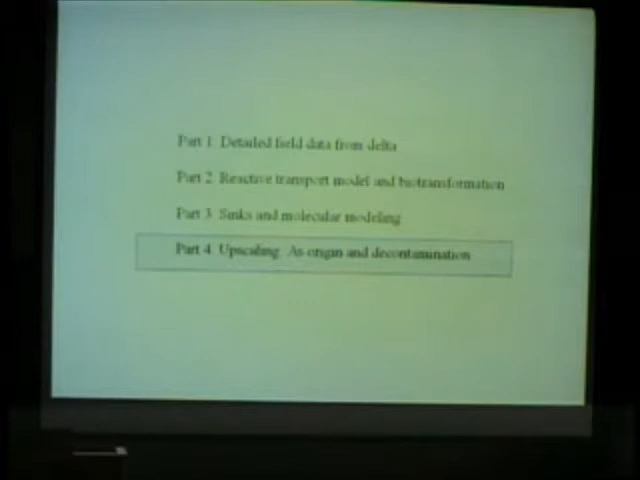 Part 1. Detailed field data from delta
Part 2. Reactive transport model and biotransformation
Part 3. Sinks and molecular modeling
Part 4. Upscaling. As origin and decontamination